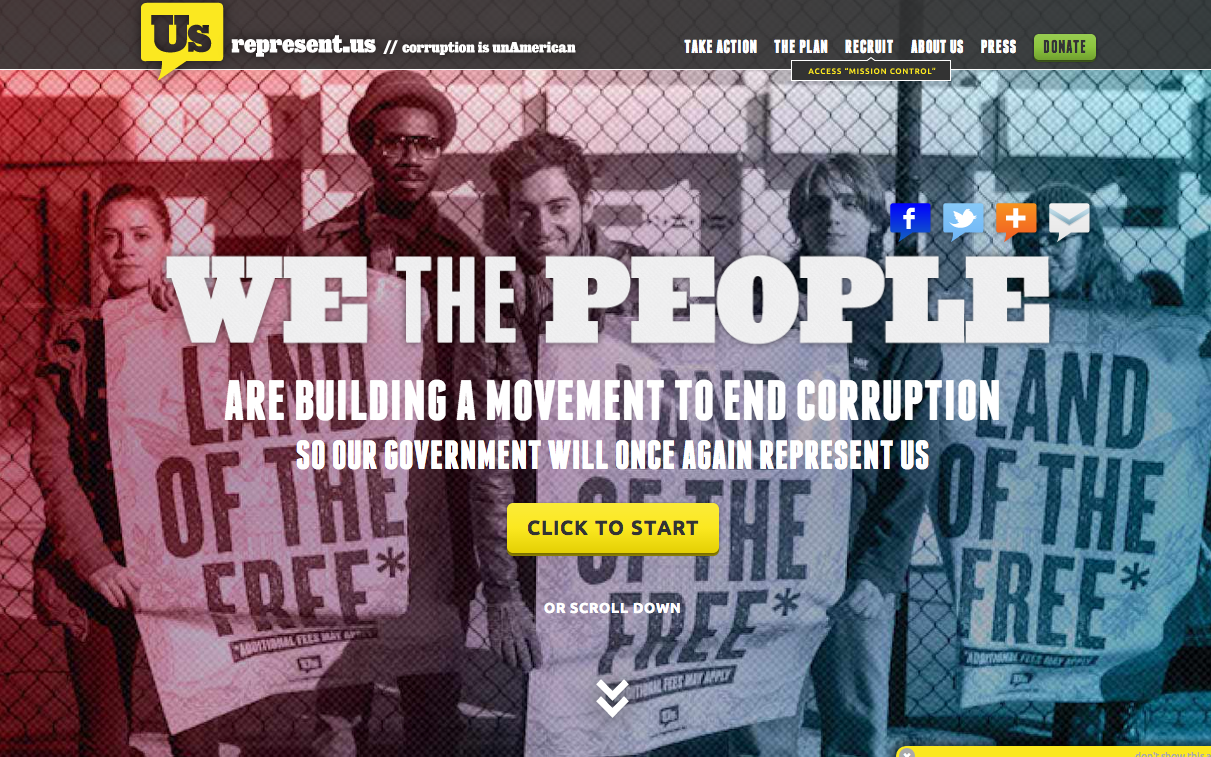 Us
represent.us // corruption is unAmerican
TAKE ACTION THE PLAN RECRUIT ABOUT US PRESS DONATE
ACCESS "MISSION CONTROL"
f
WE THE PEOPLE
ARE BUILDING A MOVEMENT TO END CORRUPTION
SO OUR GOVERNMENT WILL ONCE AGAIN REPRESENT US
CLICK TO START
OR SCROLL DOWN
LAND
OF THE
FREE*
*ADDITIONAL FEES MAY APPLY
Us
LAND
OF THE
FREE*
ADDITIONAL FEES MAY APPLY
Us
LAND
OF THE
FREE*
*ADDITIONAL FEES MAY APPLY
Us
don't show this